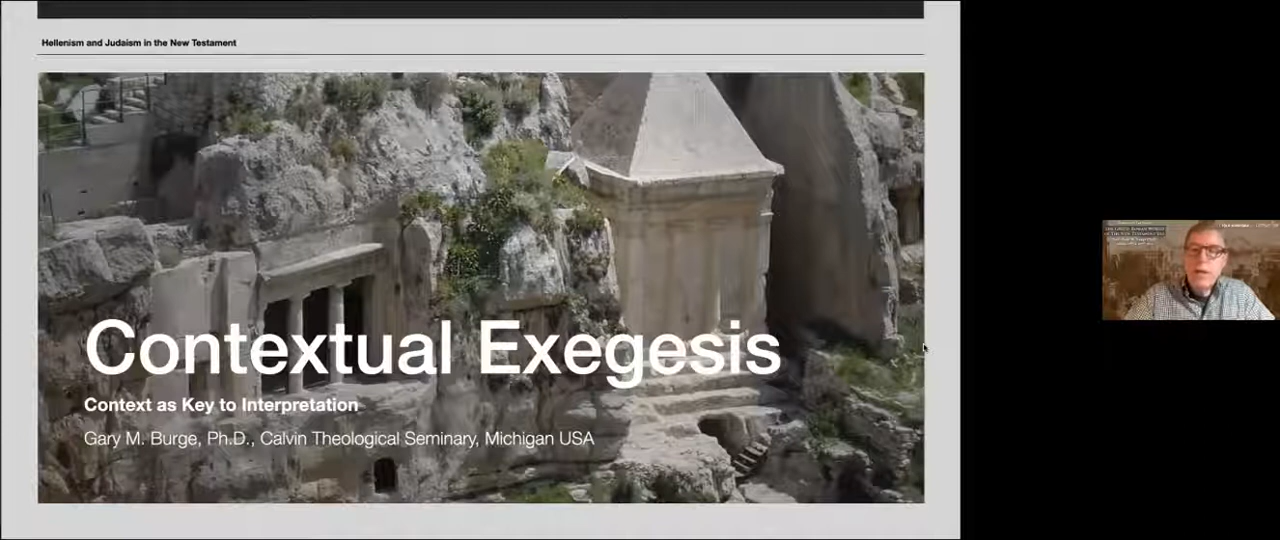 Hellenism and Judaism in the New Testament
Contextual Exegesis
Context as Key to Interpretation
Gary M. Burge, Ph.D., Calvin Theological Seminary, Michigan USA